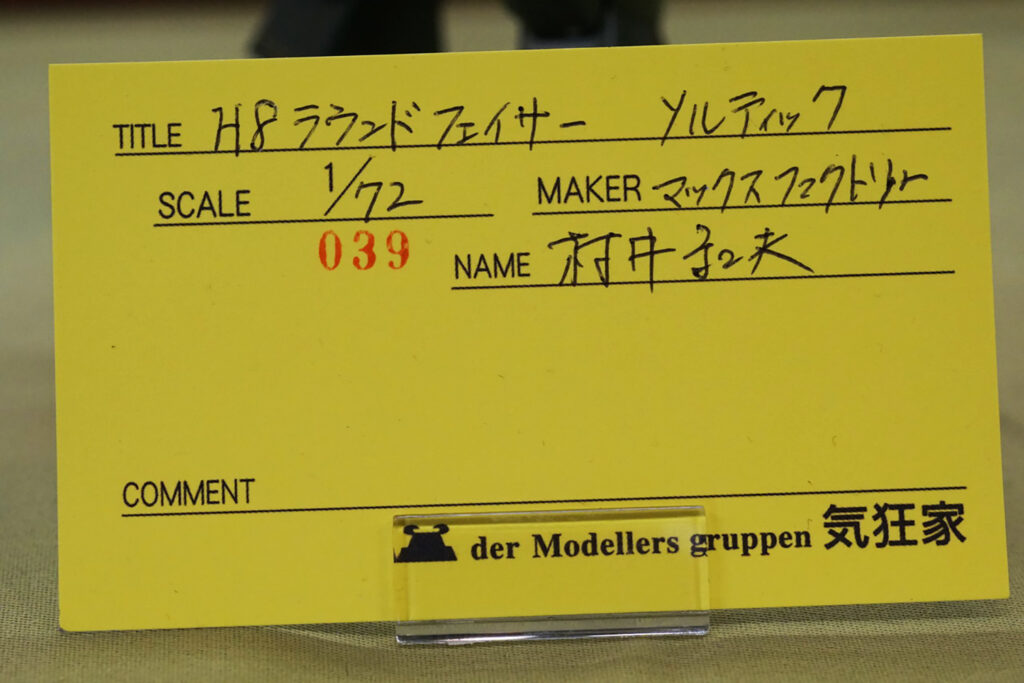 TITLE H8 ラウンドフェイサー ソルティック
SCALE 1/72 MAKER マックスファクトリー
039
NAME 村井 和夫
COMMENT
der Modellers gruppen 気狂家